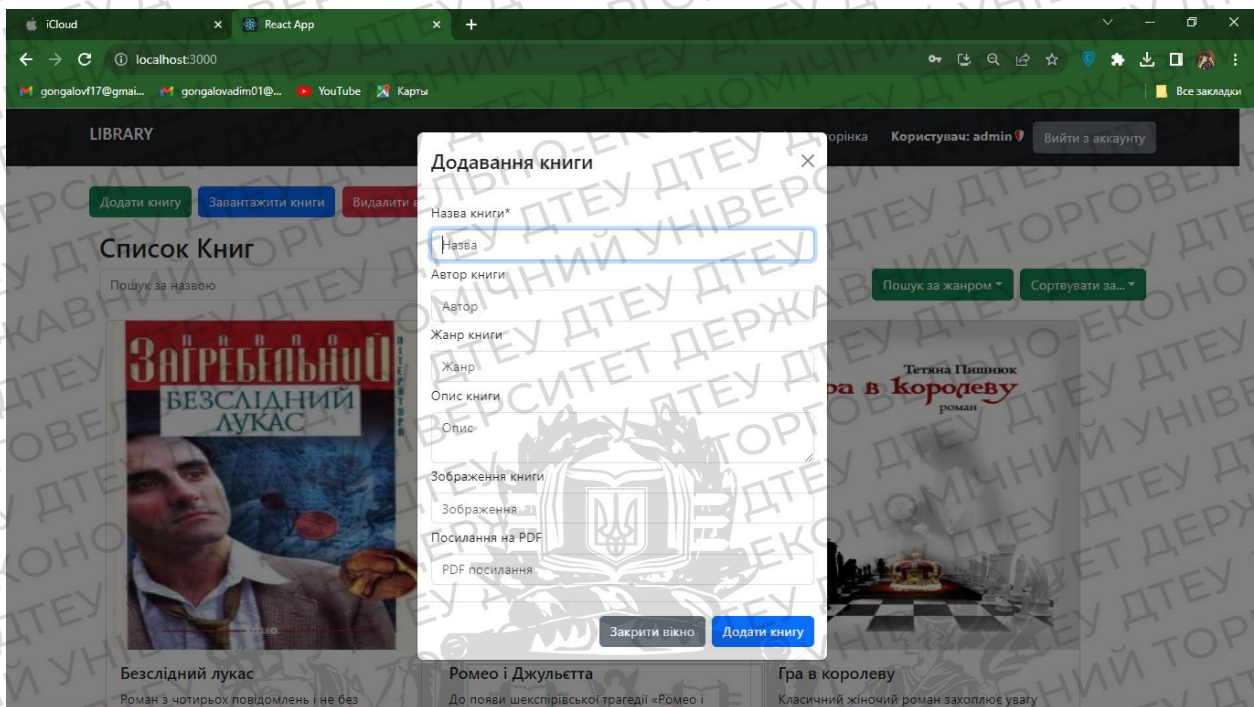 iCloud
React App
localhost:3000
gongalovf17@gmai...
gongalovadim01@...
YouTube
Карты
Все закладки
LIBRARY
Користувач: admin
Вийти з аккаунту
Додати книгу
Завантажити книги
Видалити
Список Книг
Пошук за назвою
Пошук за жанром
Сортувати за...
Додавання книги
Назва книги*
Назва
Автор книги
Автор
Жанр книги
Жанр
Опис книги
Опис
Зображення книги
Зображення
Посилання на PDF
PDF посилання
Закрити вікно
Додати книгу
ПАВЛО
ЗАГРЕБЕЛЬНИЙ
БЕЗСЛІДНИЙ
ЛУКАС
ЛІТЕРАТУРА
FOLIO
Тетяна Пишнюк
ра в королеву
роман
Безслідний лукас
Роман з чотирьох повідомлень і не без
Ромео і Джульєтта
До появи шекспірівської трагедії «Ромео і
Гра в королеву
Класичний жіночий роман захоплює увагу